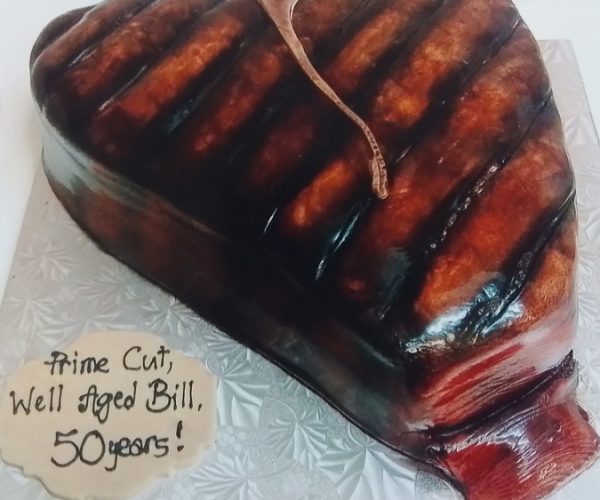 Prime Cut,
Well Aged Bill.
50 years!